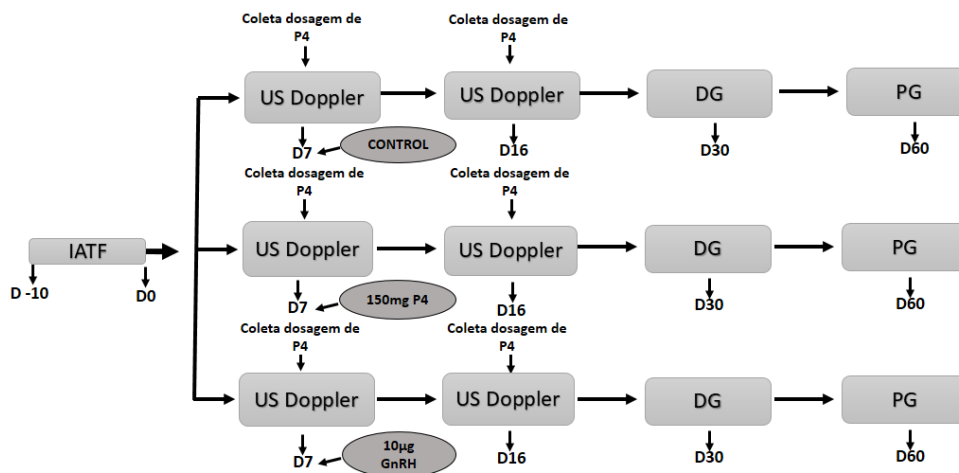 Coleta dosagem de
P4
Coleta dosagem de
P4
US Doppler
US Doppler
DG
PG
D7
CONTROL
D16
D30
D60
Coleta dosagem de
P4
Coleta dosagem de
P4
IATF
D -10
D0
US Doppler
US Doppler
DG
PG
D7
150mg P4
D16
D30
D60
Coleta dosagem de
P4
Coleta dosagem de
P4
US Doppler
US Doppler
DG
PG
D7
10µg
GnRH
D16
D30
D60